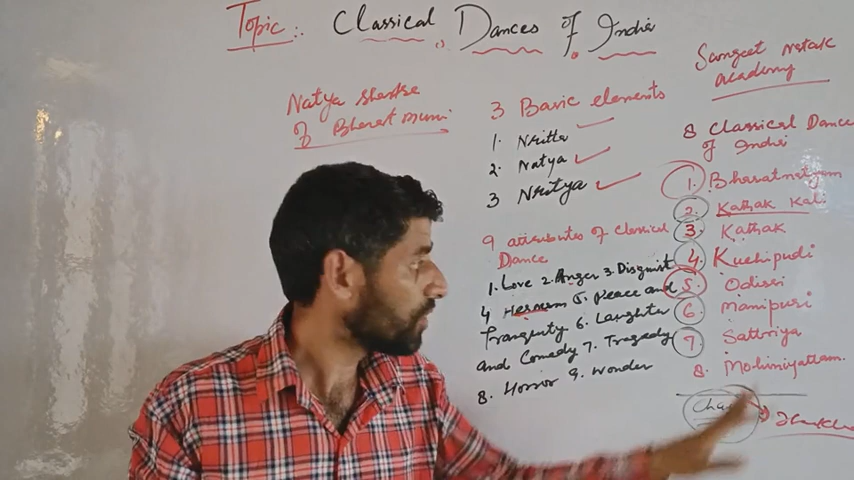 Topic:. Classical Dances of India
Natya Shastse
of Bharat muni
3 Basic elements
1. Nritta
2. Natya
3 Nritya
9 attributes of Classical
Dance
1. Love 2. Anger 3. Disgust
4 Heroism 5. Peace and
Tranquity 6. Laughter
and Comedy 7. Tragedy
8. Horror 9. Wonder
Sangeet natak
academy
8 Classical Dance
of India
1. Bharatnatyam
2. Kathak kali
3. Kathak
4. Kuchipudi
5. Odissi
6. Manipuri
7. Sattriya
8. Mohiniyattam.